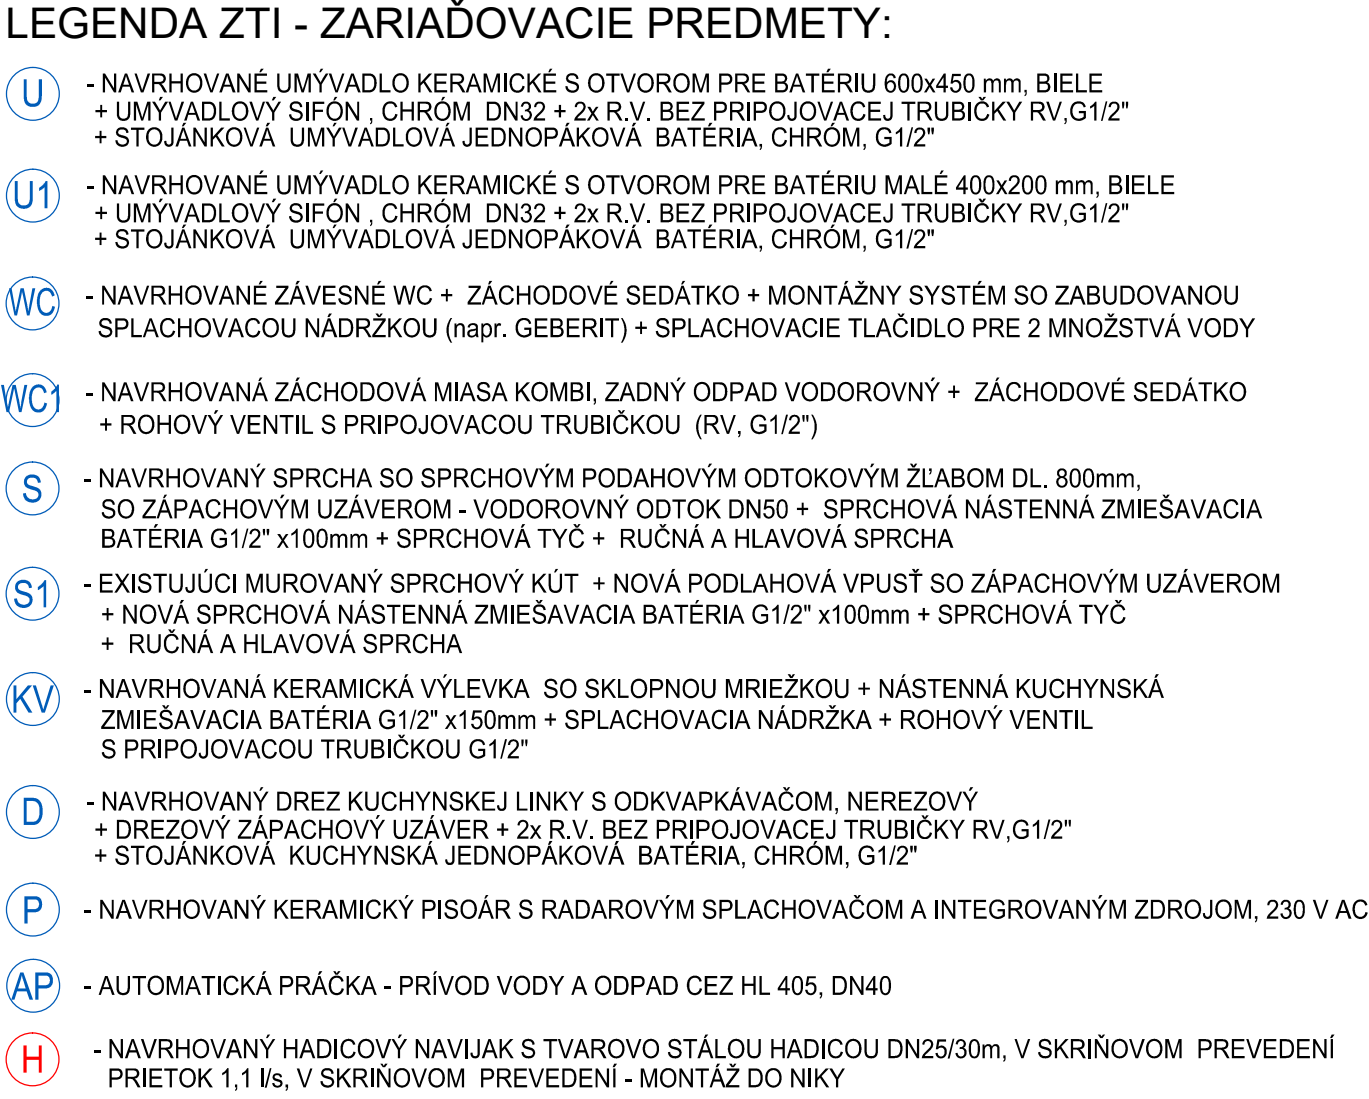 LEGENDA ZTI - ZARIAĎOVACIE PREDMETY:
U - NAVRHOVANÉ UMÝVADLO KERAMICKÉ S OTVOROM PRE BATÉRIU 600x450 mm, BIELE
+ UMÝVADLOVÝ SIFÓN , CHRÓM DN32 + 2x R.V. BEZ PRIPOJOVACEJ TRUBIČKY RV,G1/2"
+ STOJÁNKOVÁ UMÝVADLOVÁ JEDNOPÁKOVÁ BATÉRIA, CHRÓM, G1/2"
U1 - NAVRHOVANÉ UMÝVADLO KERAMICKÉ S OTVOROM PRE BATÉRIU MALÉ 400x200 mm, BIELE
+ UMÝVADLOVÝ SIFÓN , CHRÓM DN32 + 2x R.V. BEZ PRIPOJOVACEJ TRUBIČKY RV,G1/2"
+ STOJÁNKOVÁ UMÝVADLOVÁ JEDNOPÁKOVÁ BATÉRIA, CHRÓM, G1/2"
WC - NAVRHOVANÉ ZÁVESNÉ WC + ZÁCHODOVÉ SEDÁTKO + MONTÁŽNY SYSTÉM SO ZABUDOVANOU
SPLACHOVACOU NÁDRŽKOU (napr. GEBERIT) + SPLACHOVACIE TLAČIDLO PRE 2 MNOŽSTVÁ VODY
WC1 - NAVRHOVANÁ ZÁCHODOVÁ MIASA KOMBI, ZADNÝ ODPAD VODOROVNÝ + ZÁCHODOVÉ SEDÁTKO
+ ROHOVÝ VENTIL S PRIPOJOVACOU TRUBIČKOU (RV, G1/2")
S - NAVRHOVANÝ SPRCHA SO SPRCHOVÝM PODAHOVÝM ODTOKOVÝM ŽĽABOM DL. 800mm,
SO ZÁPACHOVÝM UZÁVEROM - VODOROVNÝ ODTOK DN50 + SPRCHOVÁ NÁSTENNÁ ZMIEŠAVACIA
BATÉRIA G1/2" x100mm + SPRCHOVÁ TYČ + RUČNÁ A HLAVOVÁ SPRCHA
S1 - EXISTUJÚCI MUROVANÝ SPRCHOVÝ KÚT + NOVÁ PODLAHOVÁ VPUSŤ SO ZÁPACHOVÝM UZÁVEROM
+ NOVÁ SPRCHOVÁ NÁSTENNÁ ZMIEŠAVACIA BATÉRIA G1/2" x100mm + SPRCHOVÁ TYČ
+ RUČNÁ A HLAVOVÁ SPRCHA
KV - NAVRHOVANÁ KERAMICKÁ VÝLEVKA SO SKLOPNOU MRIEŽKOU + NÁSTENNÁ KUCHYNSKÁ
ZMIEŠAVACIA BATÉRIA G1/2" x150mm + SPLACHOVACIA NÁDRŽKA + ROHOVÝ VENTIL
S PRIPOJOVACOU TRUBIČKOU G1/2"
D - NAVRHOVANÝ DREZ KUCHYNSKEJ LINKY S ODKVAPKÁVAČOM, NEREZOVÝ
+ DREZOVÝ ZÁPACHOVÝ UZÁVER + 2x R.V. BEZ PRIPOJOVACEJ TRUBIČKY RV,G1/2"
+ STOJÁNKOVÁ KUCHYNSKÁ JEDNOPÁKOVÁ BATÉRIA, CHRÓM, G1/2"
P - NAVRHOVANÝ KERAMICKÝ PISOÁR S RADAROVÝM SPLACHOVAČOM A INTEGROVANÝM ZDROJOM, 230 V AC
AP - AUTOMATICKÁ PRÁČKA - PRÍVOD VODY A ODPAD CEZ HL 405, DN40
H - NAVRHOVANÝ HADICOVÝ NAVIJAK S TVAROVO STÁLOU HADICOU DN25/30m, V SKRIŇOVOM PREVEDENÍ
PRIETOK 1,1 l/s, V SKRIŇOVOM PREVEDENÍ - MONTÁŽ DO NIKY